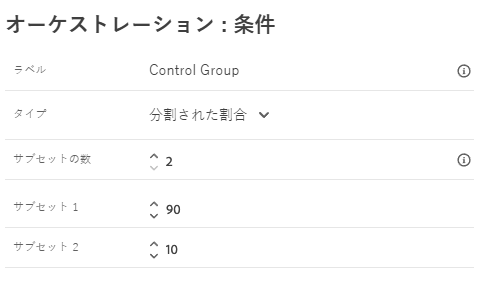 オーケストレーション : 条件
ラベル Control Group
タイプ 分割された割合
サブセットの数 2
サブセット 1 90
サブセット 2 10